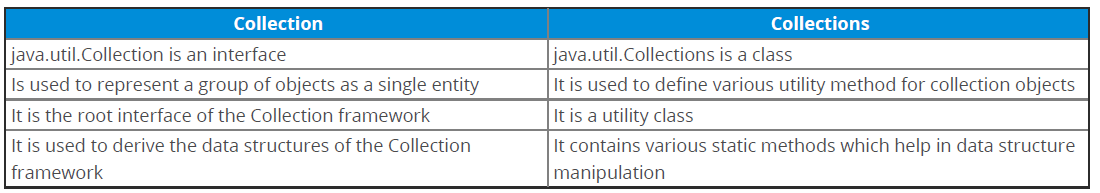 Collection
Collections
java.util.Collection is an interface
java.util.Collections is a class
Is used to represent a group of objects as a single entity
It is used to define various utility method for collection objects
It is the root interface of the Collection framework
It is a utility class
It is used to derive the data structures of the Collection
framework
It contains various static methods which help in data structure
manipulation